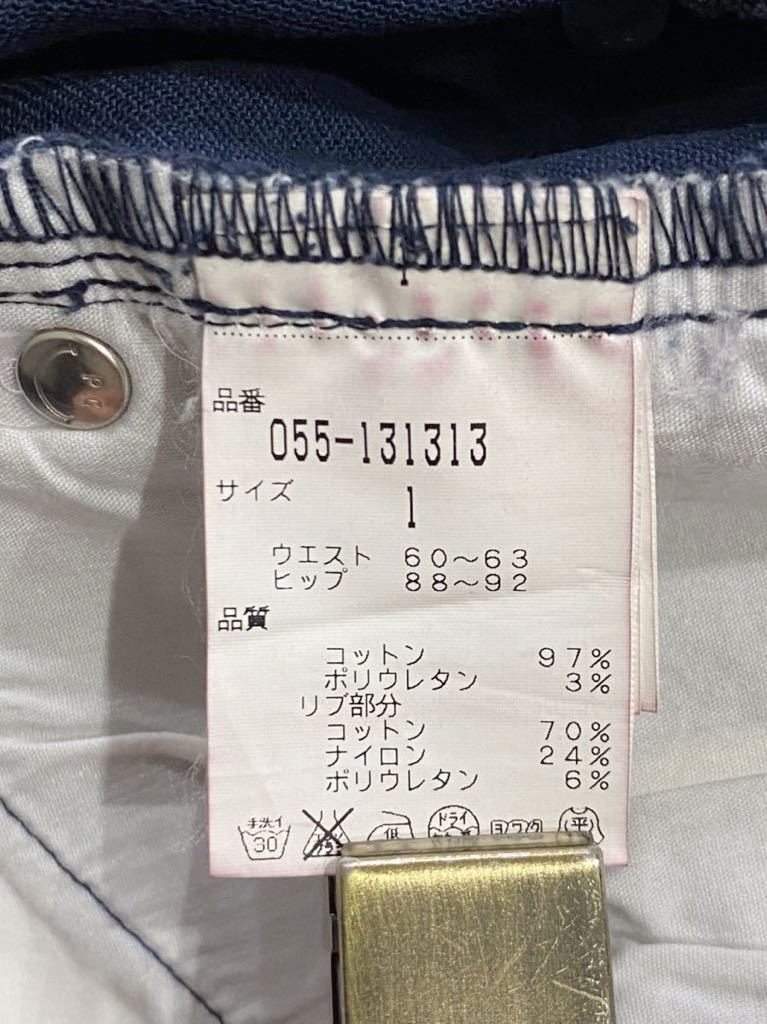 品番
055-131313
サイズ
1
ウエスト 60〜63
ヒップ 88〜92
品質
コットン 97%
ポリウレタン 3%
リブ部分
コットン 70%
ナイロン 24%
ポリウレタン 6%
手洗イ 30 低 ドライ ヨワク 平